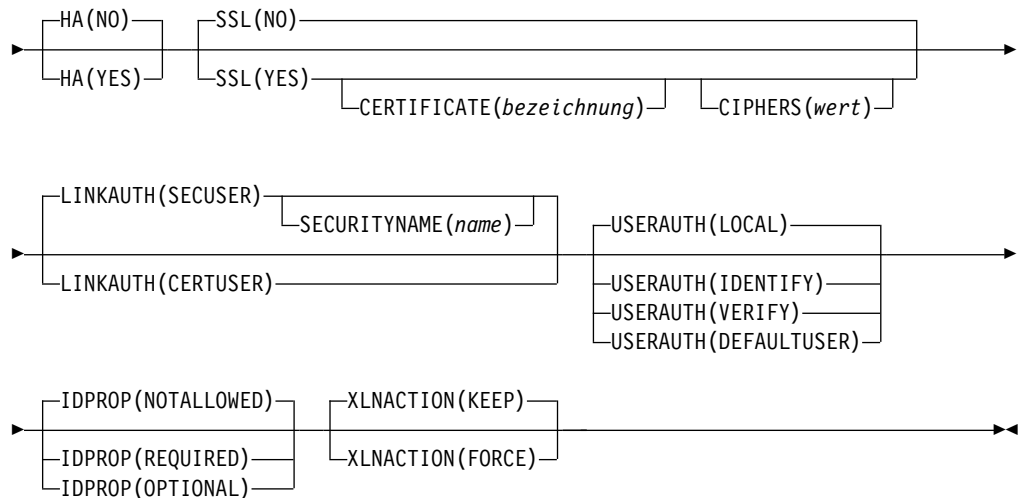 HA(NO) SSL(NO)
HA(YES) SSL(YES)
CERTIFICATE(bezeichnung) CIPHERS(wert)
LINKAUTH(SECUSER) USERAUTH(LOCAL)
SECURITYNAME(name)
LINKAUTH(CERTUSER) USERAUTH(IDENTIFY)
USERAUTH(VERIFY)
USERAUTH(DEFAULTUSER)
IDPROP(NOTALLOWED) XLNACTION(KEEP)
IDPROP(REQUIRED) XLNACTION(FORCE)
IDPROP(OPTIONAL)